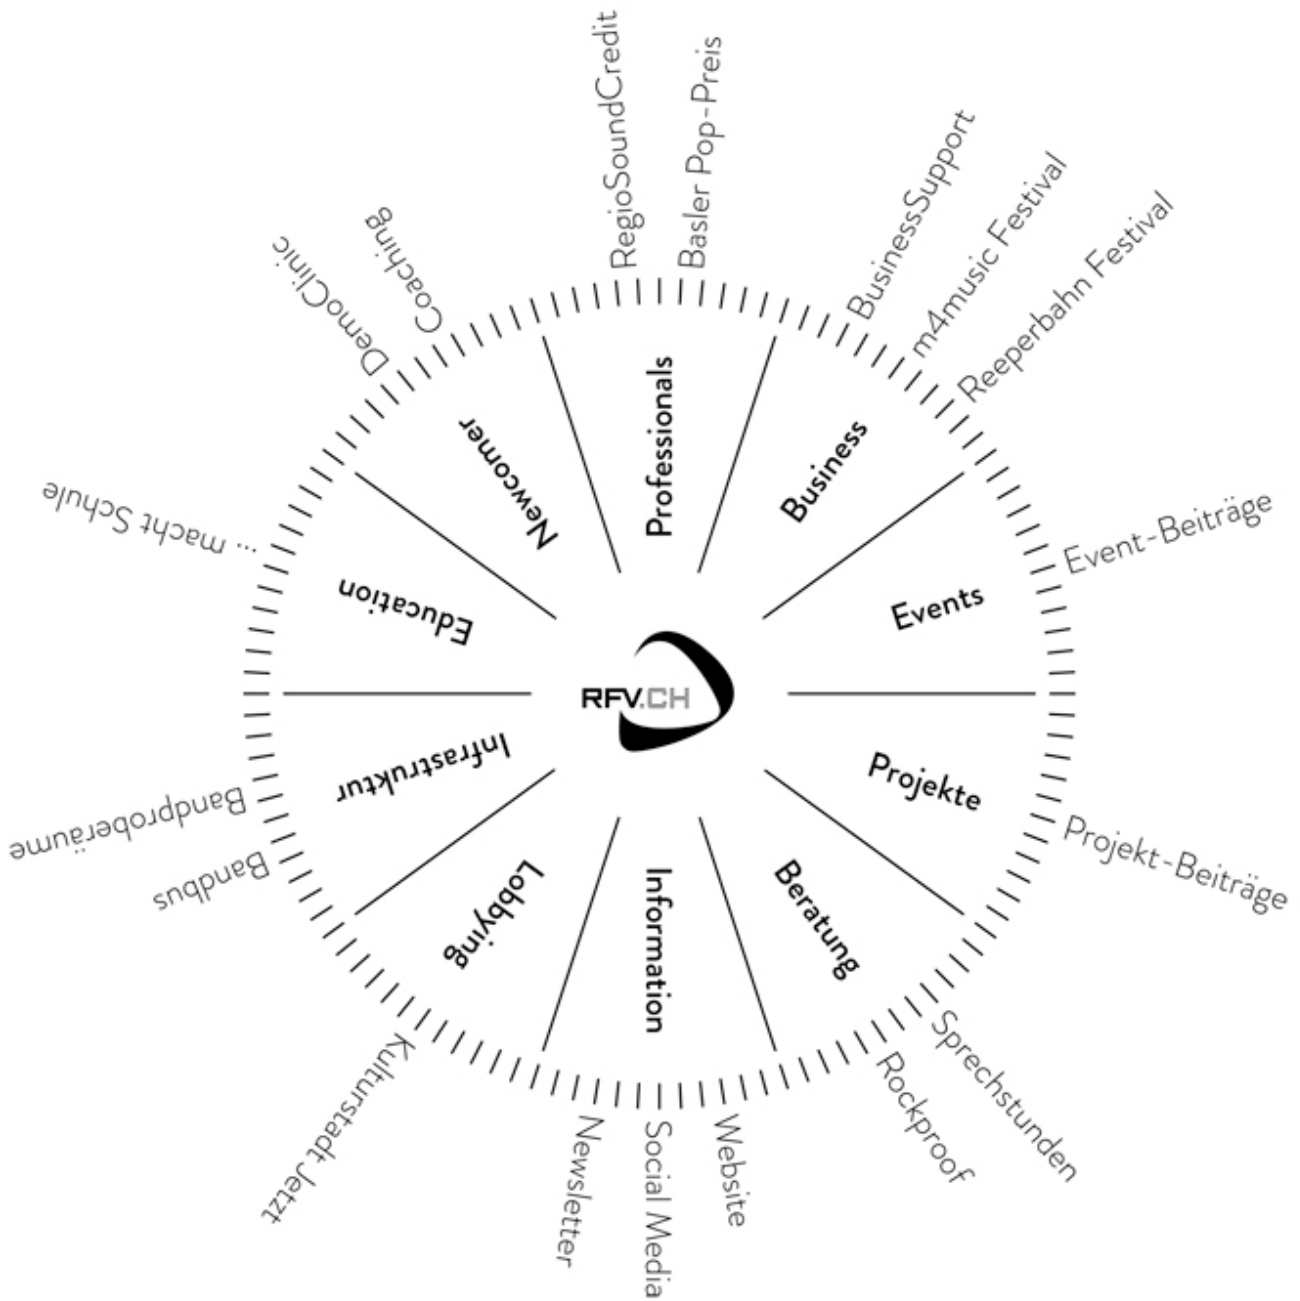 RFV.CH
Professionals
RegioSoundCredit
Basler Pop-Preis
Business
BusinessSupport
m4music Festival
Reeperbahn Festival
Events
Event-Beiträge
Projekte
Projekt-Beiträge
Beratung
Sprechstunden
Rockproof
Information
Website
Social Media
Newsletter
Lobbying
Kulturstadt Jetzt
Infrastruktur
Bandbus
Bandproberäume
Education
... macht Schule
Newcomer
DemoClinic
Coaching